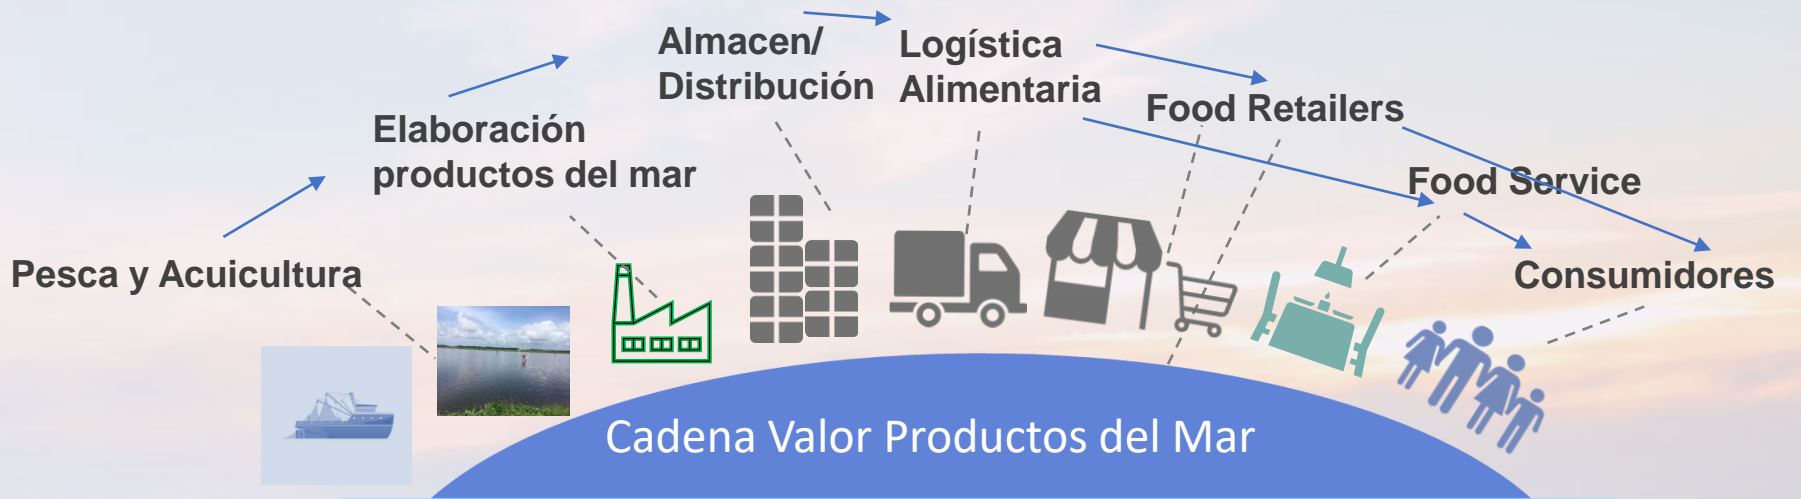 Almacen/
Distribución
Logística
Alimentaria
Food Retailers
Elaboración
productos del mar
Food Service
Pesca y Acuicultura
Consumidores
Cadena Valor Productos del Mar